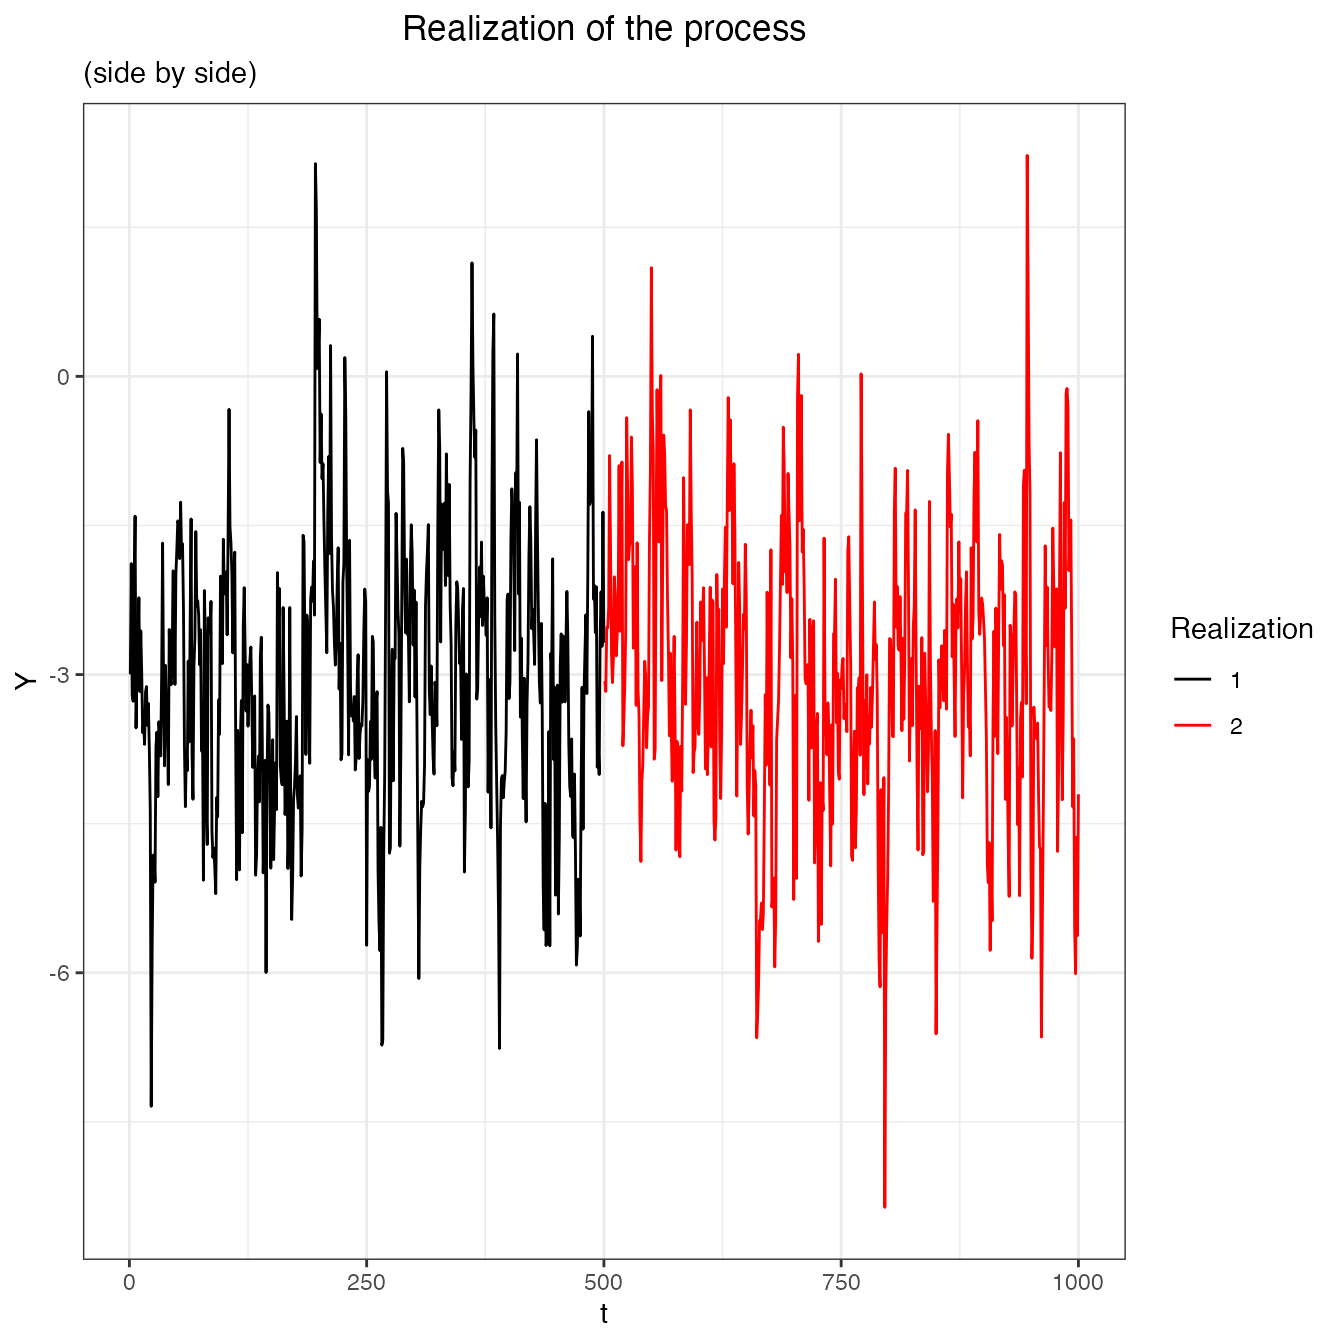 Realization of the process
(side by side)
Y
0
-3
-6
0 250 500 750 1000
t
Realization
1
2